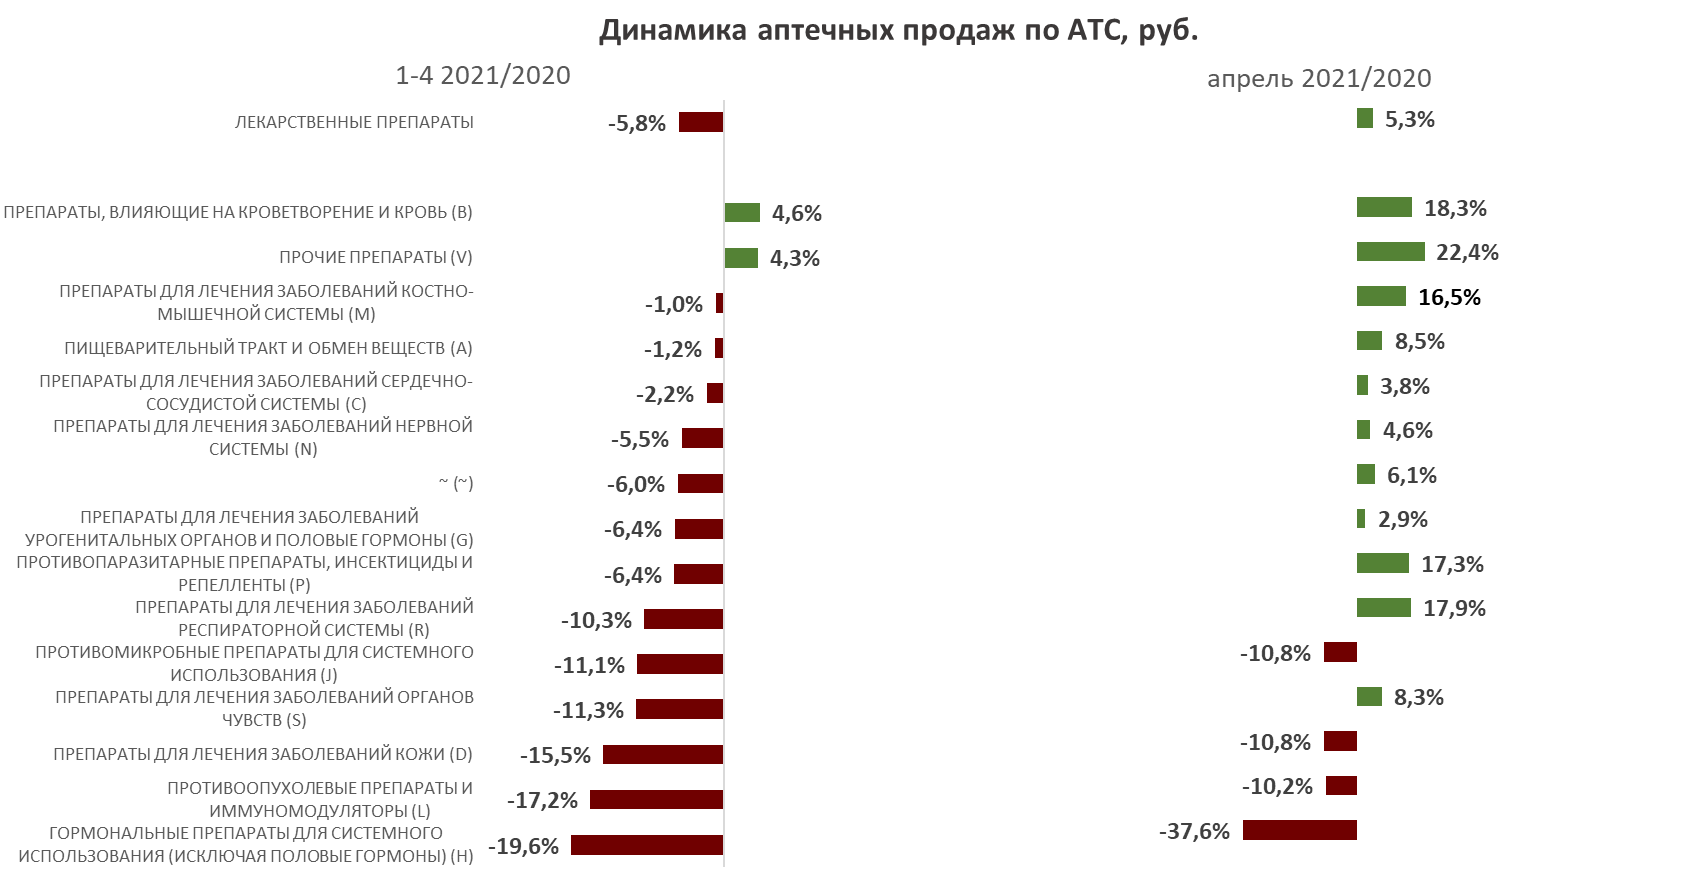 Динамика аптечных продаж по АТС, руб.
1-4 2021/2020
апрель 2021/2020
ЛЕКАРСТВЕННЫЕ ПРЕПАРАТЫ
-5,8%
5,3%
ПРЕПАРАТЫ, ВЛИЯЮЩИЕ НА КРОВЕТВОРЕНИЕ И КРОВЬ (B)
4,6%
18,3%
ПРОЧИЕ ПРЕПАРАТЫ (V)
4,3%
22,4%
ПРЕПАРАТЫ ДЛЯ ЛЕЧЕНИЯ ЗАБОЛЕВАНИЙ КОСТНО-
МЫШЕЧНОЙ СИСТЕМЫ (M)
-1,0%
16,5%
ПИЩЕВАРИТЕЛЬНЫЙ ТРАКТ И ОБМЕН ВЕЩЕСТВ (A)
-1,2%
8,5%
ПРЕПАРАТЫ ДЛЯ ЛЕЧЕНИЯ ЗАБОЛЕВАНИЙ СЕРДЕЧНО-
СОСУДИСТОЙ СИСТЕМЫ (C)
-2,2%
3,8%
ПРЕПАРАТЫ ДЛЯ ЛЕЧЕНИЯ ЗАБОЛЕВАНИЙ НЕРВНОЙ
СИСТЕМЫ (N)
-5,5%
4,6%
~ (~)
-6,0%
6,1%
ПРЕПАРАТЫ ДЛЯ ЛЕЧЕНИЯ ЗАБОЛЕВАНИЙ
УРОГЕНИТАЛЬНЫХ ОРГАНОВ И ПОЛОВЫЕ ГОРМОНЫ (G)
-6,4%
2,9%
ПРОТИВОПАРАЗИТАРНЫЕ ПРЕПАРАТЫ, ИНСЕКТИЦИДЫ И
РЕПЕЛЛЕНТЫ (P)
-6,4%
17,3%
ПРЕПАРАТЫ ДЛЯ ЛЕЧЕНИЯ ЗАБОЛЕВАНИЙ
РЕСПИРАТОРНОЙ СИСТЕМЫ (R)
-10,3%
17,9%
ПРОТИВОМИКРОБНЫЕ ПРЕПАРАТЫ ДЛЯ СИСТЕМНОГО
ИСПОЛЬЗОВАНИЯ (J)
-11,1%
-10,8%
ПРЕПАРАТЫ ДЛЯ ЛЕЧЕНИЯ ЗАБОЛЕВАНИЙ ОРГАНОВ
ЧУВСТВ (S)
-11,3%
8,3%
ПРЕПАРАТЫ ДЛЯ ЛЕЧЕНИЯ ЗАБОЛЕВАНИЙ КОЖИ (D)
-15,5%
-10,8%
ПРОТИВООПУХОЛЕВЫЕ ПРЕПАРАТЫ И
ИММУНОМОДУЛЯТОРЫ (L)
-17,2%
-10,2%
ГОРМОНАЛЬНЫЕ ПРЕПАРАТЫ ДЛЯ СИСТЕМНОГО
ИСПОЛЬЗОВАНИЯ (ИСКЛЮЧАЯ ПОЛОВЫЕ ГОРМОНЫ) (H)
-19,6%
-37,6%